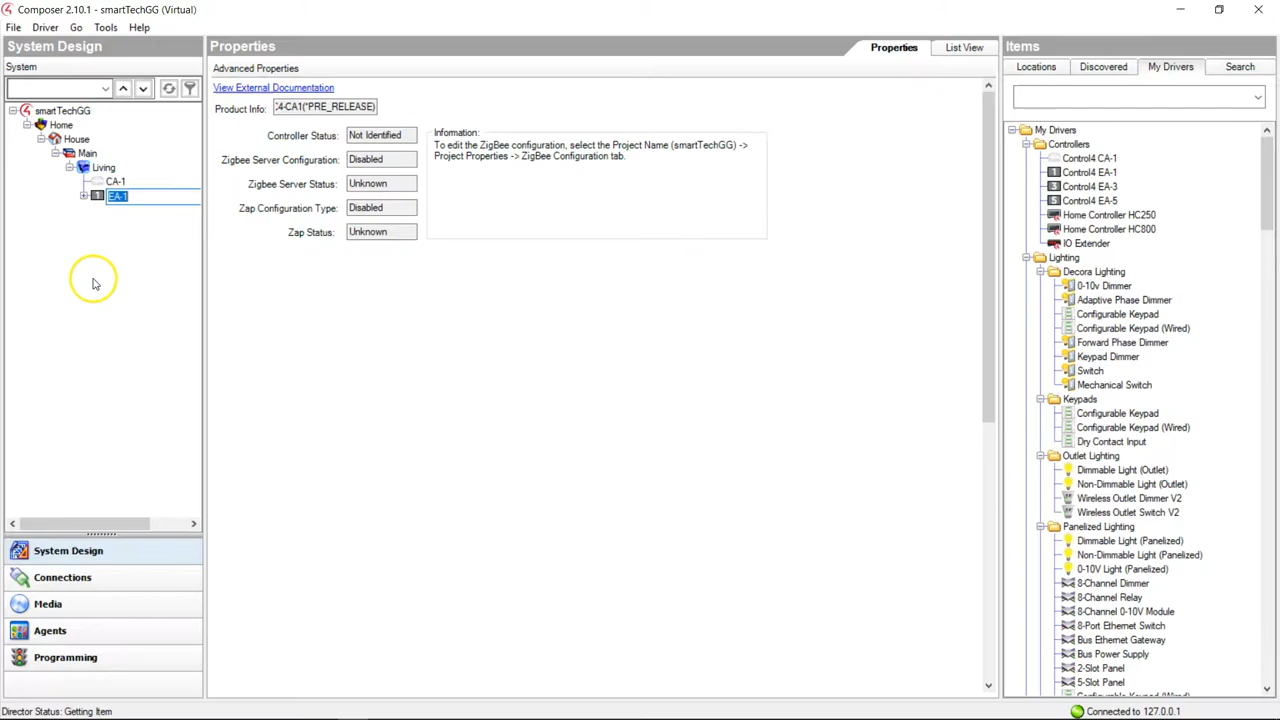 Composer 2.10.1 - smartTechGG (Virtual)
File Driver Go Tools Help
System Design
System
smartTechGG
Home
House
Main
Living
CA-1
EA-1
System Design
Connections
Media
Agents
Programming
Director Status: Getting Item
Properties
Properties
List View
Advanced Properties
View External Documentation
Product Info: C4-CA1(*PRE_RELEASE)
Controller Status: Not Identified
Zigbee Server Configuration: Disabled
Zigbee Server Status: Unknown
Zap Configuration Type: Disabled
Zap Status: Unknown
Information:
To edit the ZigBee configuration, select the Project Name (smartTechGG) ->
Project Properties -> ZigBee Configuration tab.
Items
Locations Discovered My Drivers Search
My Drivers
Controllers
Control4 CA-1
Control4 EA-1
Control4 EA-3
Control4 EA-5
Home Controller HC250
Home Controller HC800
IO Extender
Lighting
Decora Lighting
0-10v Dimmer
Adaptive Phase Dimmer
Configurable Keypad
Configurable Keypad (Wired)
Forward Phase Dimmer
Keypad Dimmer
Switch
Mechanical Switch
Keypads
Configurable Keypad
Configurable Keypad (Wired)
Dry Contact Input
Outlet Lighting
Dimmable Light (Outlet)
Non-Dimmable Light (Outlet)
Wireless Outlet Dimmer V2
Wireless Outlet Switch V2
Panelized Lighting
Dimmable Light (Panelized)
Non-Dimmable Light (Panelized)
0-10V Light (Panelized)
8-Channel Dimmer
8-Channel Relay
8-Channel 0-10V Module
8-Port Ethernet Switch
Bus Ethernet Gateway
Bus Power Supply
2-Slot Panel
5-Slot Panel
Configurable Keypad (Wired)
Connected to 127.0.0.1